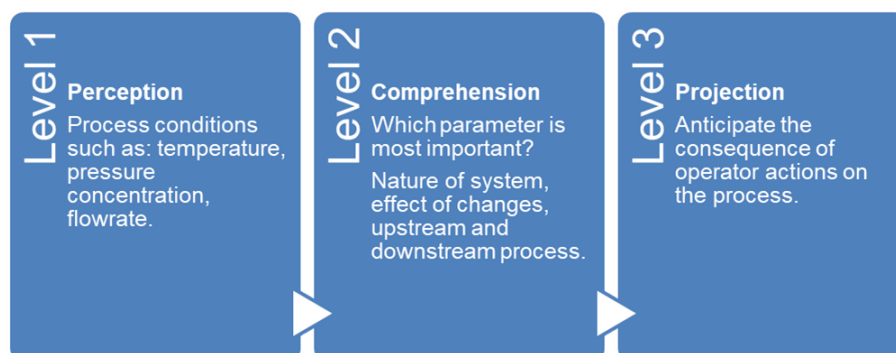 Level 1
Perception
Process conditions
such as: temperature,
pressure
concentration,
flowrate.
Level 2
Comprehension
Which parameter is
most important?
Nature of system,
effect of changes,
upstream and
downstream process.
Level 3
Projection
Anticipate the
consequence of
operator actions on
the process.